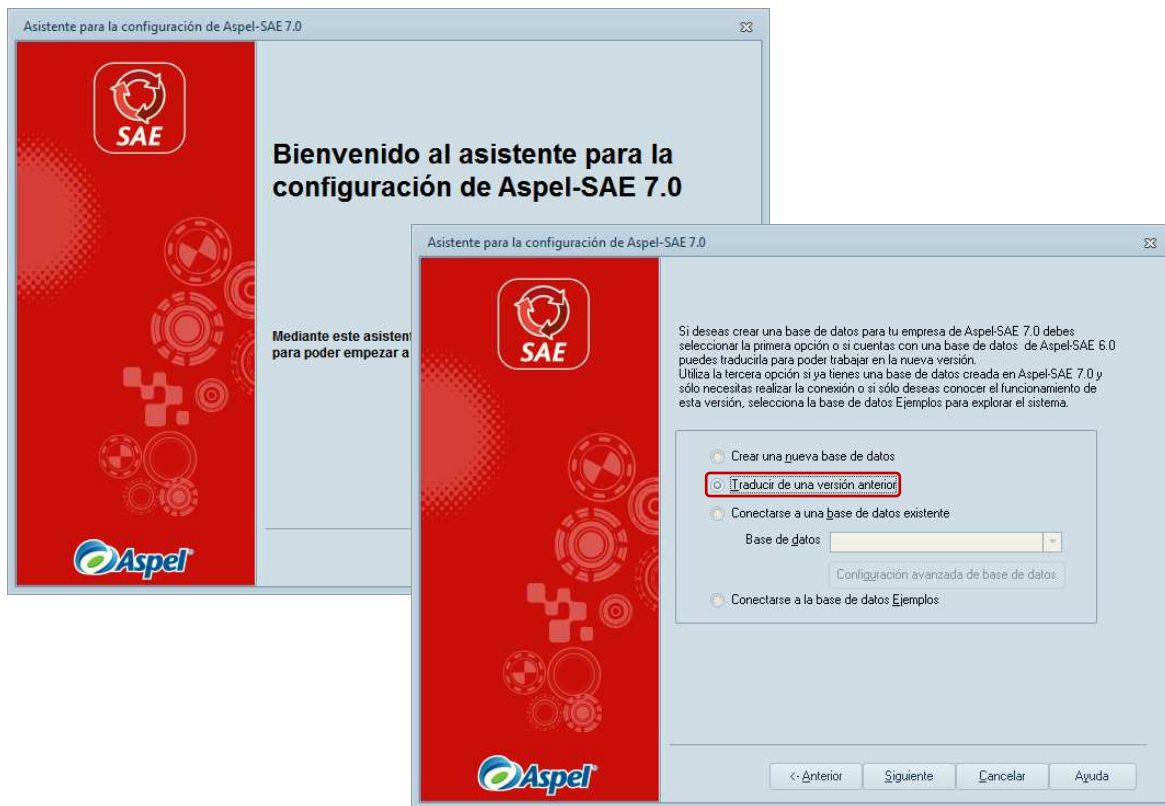 Asistente para la configuración de Aspel-SAE 7.0
SAE
Bienvenido al asistente para la
configuración de Aspel-SAE 7.0
Mediante este asistent
para poder empezar a
Aspel
Asistente para la configuración de Aspel-SAE 7.0
SAE
Si deseas crear una base de datos para tu empresa de Aspel-SAE 7.0 debes
seleccionar la primera opción o si cuentas con una base de datos de Aspel-SAE 6.0
puedes traducirla para poder trabajar en la nueva versión.
Utiliza la tercera opción si ya tienes una base de datos creada en Aspel-SAE 7.0 y
sólo necesitas realizar la conexión o si sólo deseas conocer el funcionamiento de
esta versión, selecciona la base de datos Ejemplos para explorar el sistema.
Crear una nueva base de datos
Traducir de una versión anterior
Conectarse a una base de datos existente
Base de datos
Configuración avanzada de base de datos
Conectarse a la base de datos Ejemplos
Aspel
<- Anterior Siguiente Cancelar Ayuda